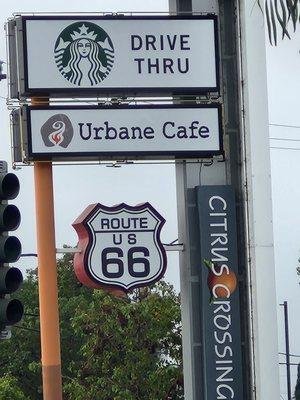 DRIVE
THRU
Urbane Cafe
ROUTE
US
66
CITRUS CROSSING